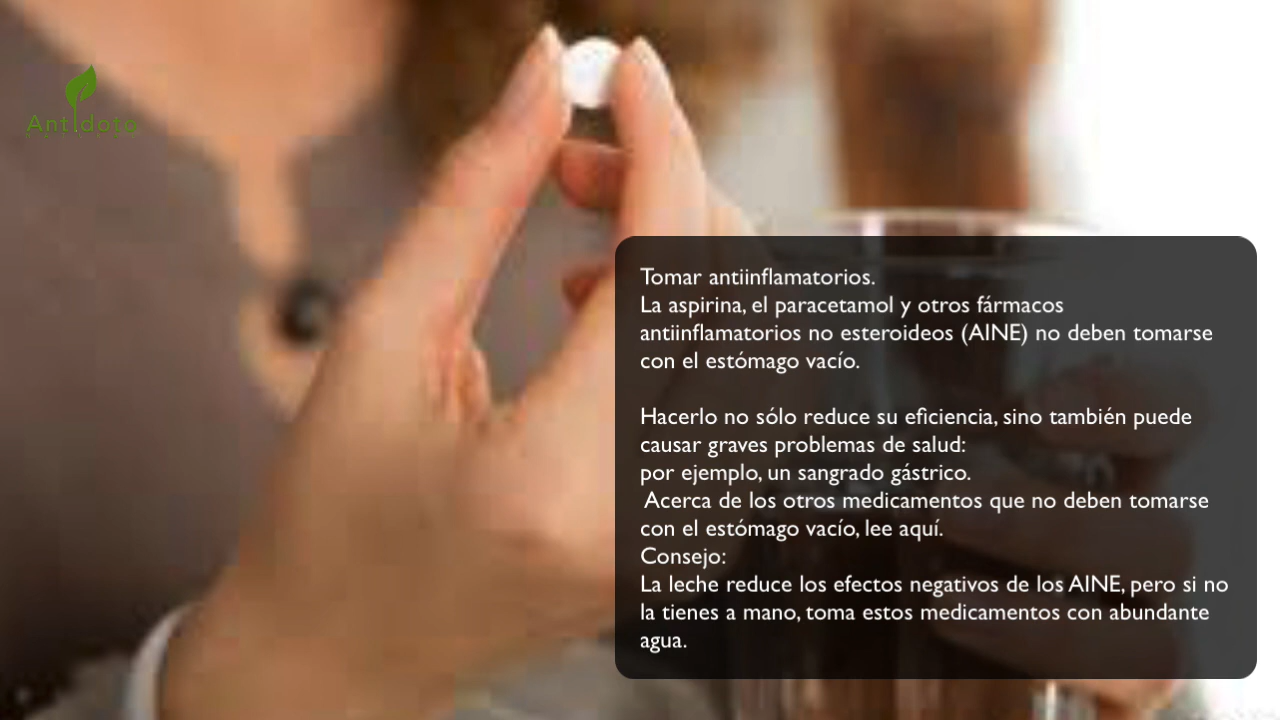 Antidoto
Tomar antiinflamatorios.
La aspirina, el paracetamol y otros fármacos
antiinflamatorios no esteroideos (AINE) no deben tomarse
con el estómago vacío.
Hacerlo no sólo reduce su eficiencia, sino también puede
causar graves problemas de salud:
por ejemplo, un sangrado gástrico.
Acerca de los otros medicamentos que no deben tomarse
con el estómago vacío, lee aquí.
Consejo:
La leche reduce los efectos negativos de los AINE, pero si no
la tienes a mano, toma estos medicamentos con abundante
agua.